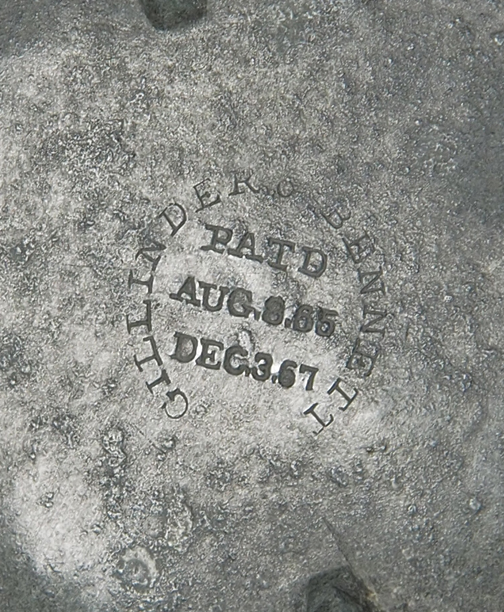 GILLINDER & BENNETT
PATD
AUG.8.65
DEC.3.67